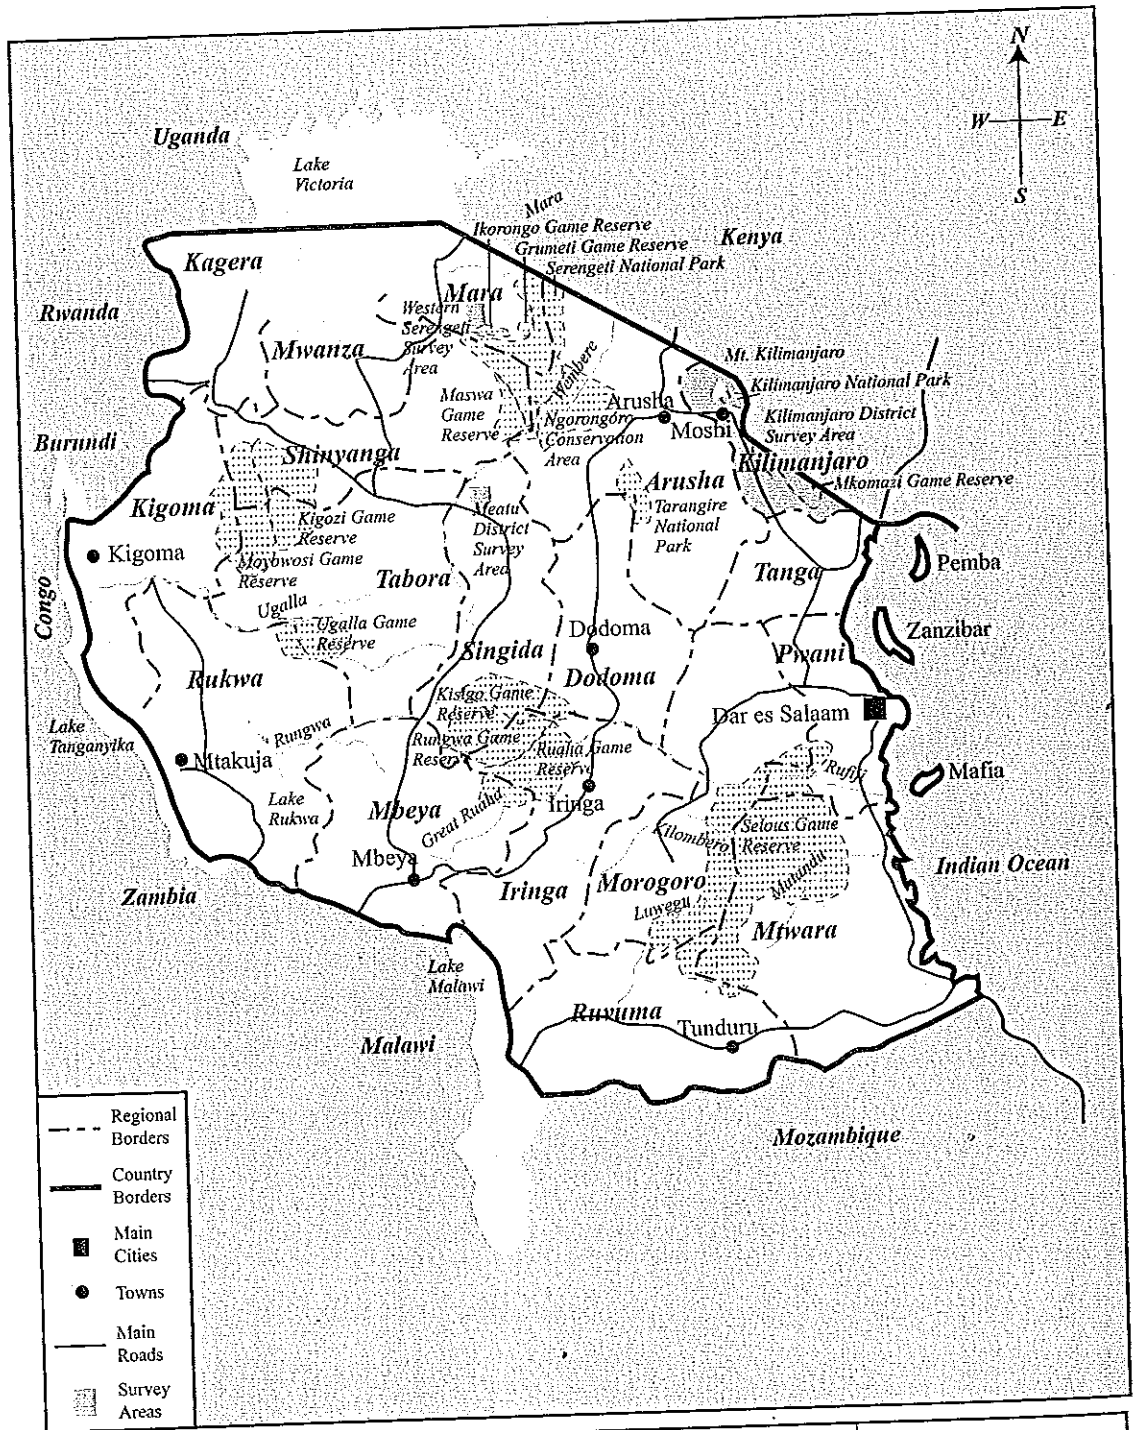 N
W
E
S
Uganda
Lake
Victoria
Mara
Ikorongo Game Reserve
Grumeti Game Reserve
Serengeti National Park
Kenya
Kagera
Mara
Rwanda
Western
Serengeti
Survey
Area
Mwanza
Wambere
Mt. Kilimanjaro
Kilimanjaro National Park
Maswa
Game
Reserve
Arusha
Moshi
Kilimanjaro District
Survey Area
Ngorongoro
Conservation
Area
Burundi
Shinyanga
Kilimanjaro
Arusha
Mkomazi Game Reserve
Kigoma
Kigozi Game
Reserve
Meatu
District
Survey
Area
Tarangire
National
Park
Kigoma
Moyowosi Game
Reserve
Tabora
Tanga
Pemba
Congo
Ugalla
Ugalla Game
Reserve
Dodoma
Zanzibar
Singida
Pwani
Rukwa
Dodoma
Kisigo Game
Reserve
Dar es Salaam
Lake
Tanganyika
Rungwa
Rungwa Game
Reserve
Ruaha Game
Reserve
Mtakuja
Rufiji
Mafia
Lake
Rukwa
Mbeya
Great Ruaha
Iringa
Kilombero
Selous Game
Reserve
Mbeya
Matandu
Indian Ocean
Zambia
Iringa
Morogoro
Luwegu
Mtwara
Lake
Malawi
Ruvuma
Tunduru
Malawi
Mozambique
Regional
Borders
Country
Borders
Main
Cities
Towns
Main
Roads
Survey
Areas